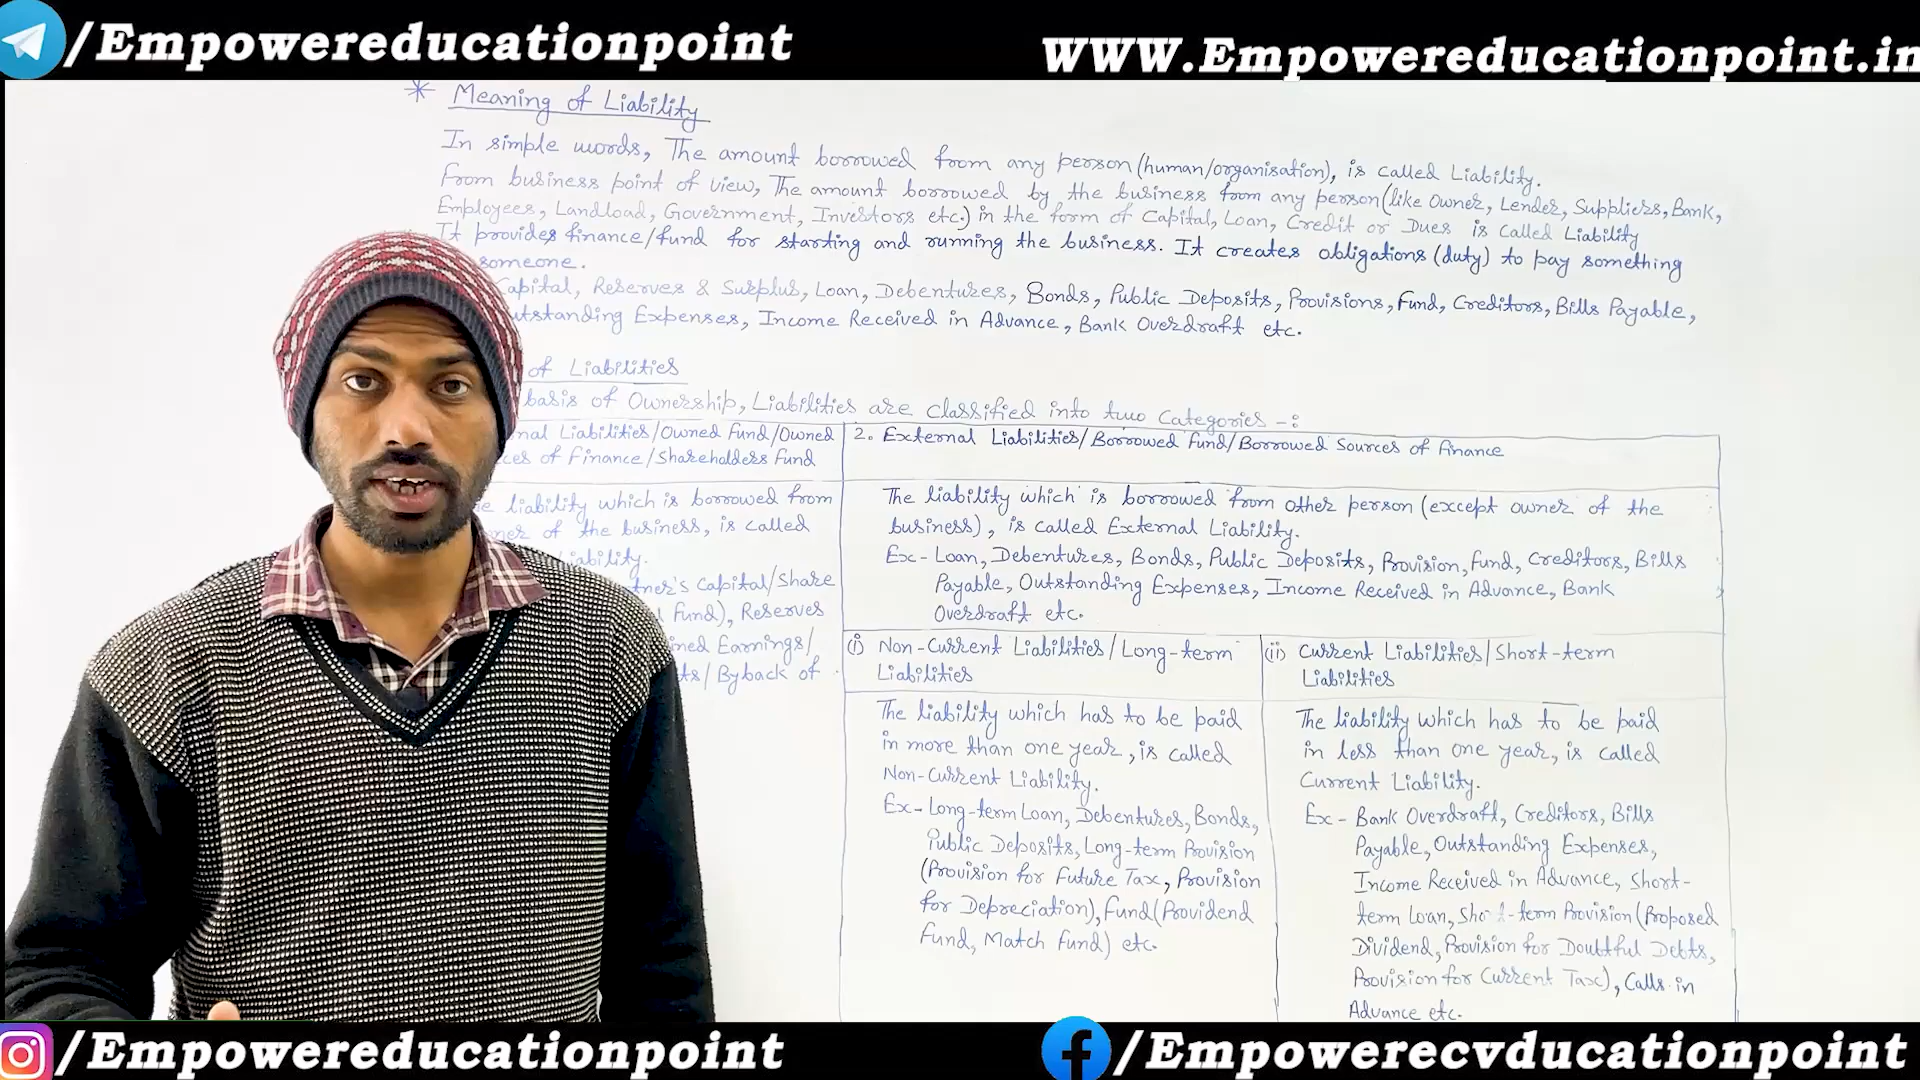 /Empowereducationpoint
WWW.Empowereducationpoint.in
* Meaning of Liability
In simple words, The amount borrowed from any person (human/organisation), is called Liability.
From business point of view, The amount borrowed by the business from any person (like Owner, Lender, Suppliers, Bank,
Employees, Landload, Government, Investors etc.) in the form of Capital, Loan, Credit or Dues is called Liability
It provides finance/fund for starting and running the business. It creates obligations (duty) to pay something
someone.
Capital, Reserves & Surplus, Loan, Debentures, Bonds, Public Deposits, Provisions, Fund, Creditors, Bills Payable,
utstanding Expenses, Income Received in Advance, Bank Overdraft etc.
of Liabilities
basis of Ownership, Liabilities are classified into two Categories -:
nal Liabilities/Owned Fund/Owned
ces of Finance/Shareholders Fund
e liability which is borrowed from
ner of the business, is called
iability.
tner's Capital/Share
Fund), Reserves
ined Earnings/
ts/Byback of
2. External Liabilities/Borrowed Fund/Borrowed Sources of Finance
The liability which is borrowed from other person (except owner of the
business), is called External Liability.
Ex- Loan, Debentures, Bonds, Public Deposits, Provision, Fund, Creditors, Bills
Payable, Outstanding Expenses, Income Received in Advance, Bank
Overdraft etc.
(i) Non-Current Liabilities/Long-term
Liabilities
The liability which has to be paid
in more than one year, is called
Non-Current Liability.
Ex- Long-term Loan, Debentures, Bonds,
Public Deposits, Long-term Provision
(Provision for Future Tax, Provision
for Depreciation), Fund (Providend
Fund, Match Fund) etc.
(ii) Current Liabilities/Short-term
Liabilities
The liability which has to be paid
in less than one year, is called
Current Liability.
Ex- Bank Overdraft, Creditors, Bills
Payable, Outstanding Expenses,
Income Received in Advance, Short-
term Loan, Short-term Provision (Proposed
Dividend, Provision for Doubtful Debts,
Provision for Current Tax), Calls in
Advance etc.
/Empowereducationpoint
/Empowerecvducationpoint